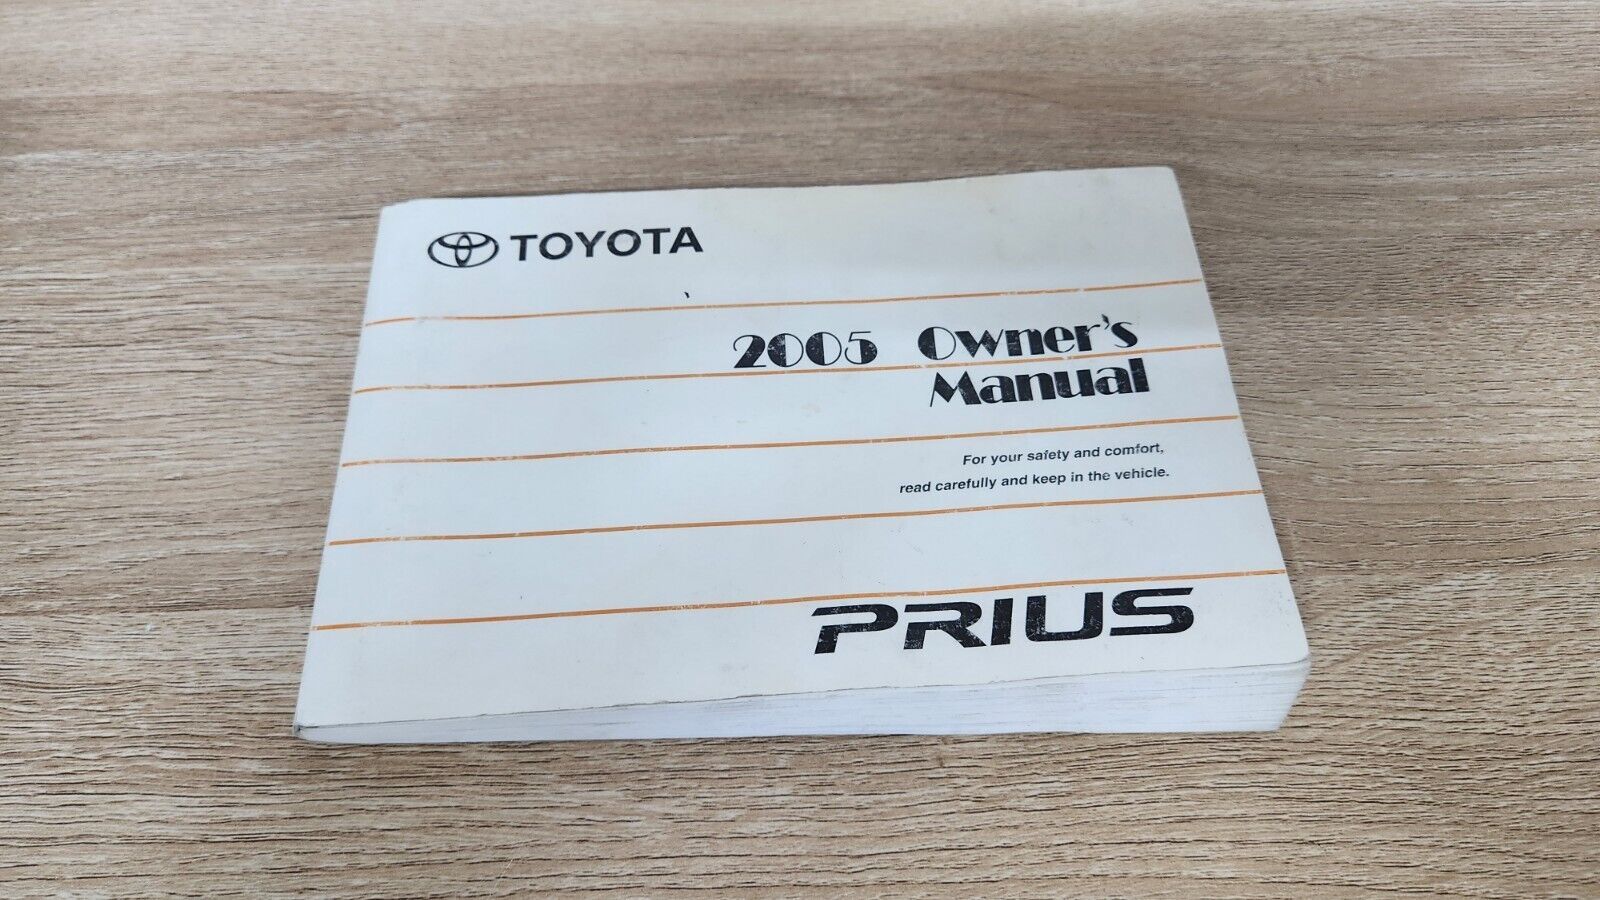 TOYOTA
2005 Owner's
Manual
For your safety and comfort,
read carefully and keep in the vehicle.
PRIUS